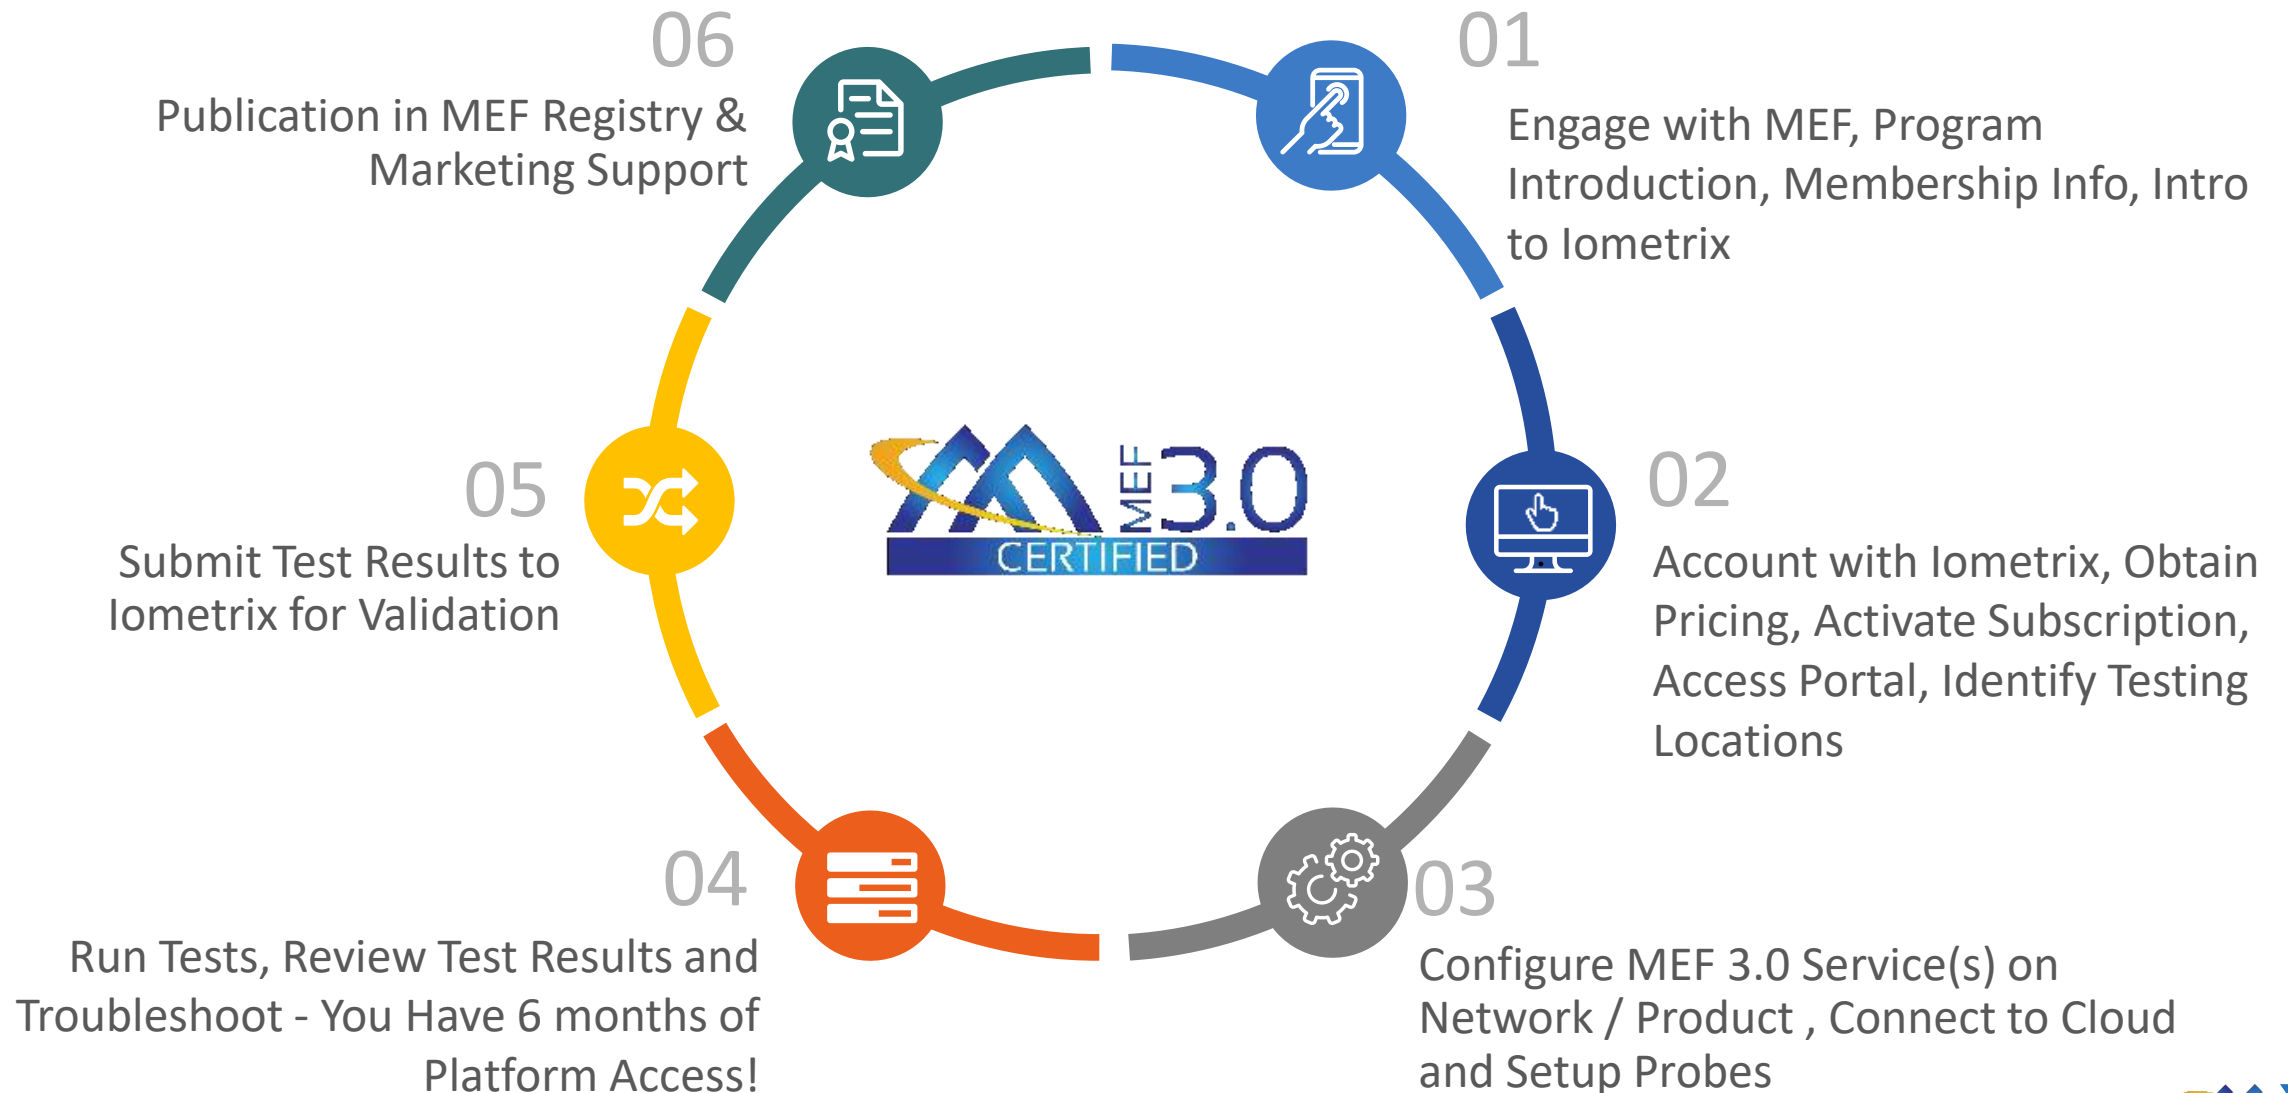 01
Engage with MEF, Program
Introduction, Membership Info, Intro
to Iometrix
02
Account with Iometrix, Obtain
Pricing, Activate Subscription,
Access Portal, Identify Testing
Locations
03
Configure MEF 3.0 Service(s) on
Network / Product , Connect to Cloud
and Setup Probes
04
Run Tests, Review Test Results and
Troubleshoot - You Have 6 months of
Platform Access!
05
Submit Test Results to
Iometrix for Validation
06
Publication in MEF Registry &
Marketing Support
MEF 3.0
CERTIFIED